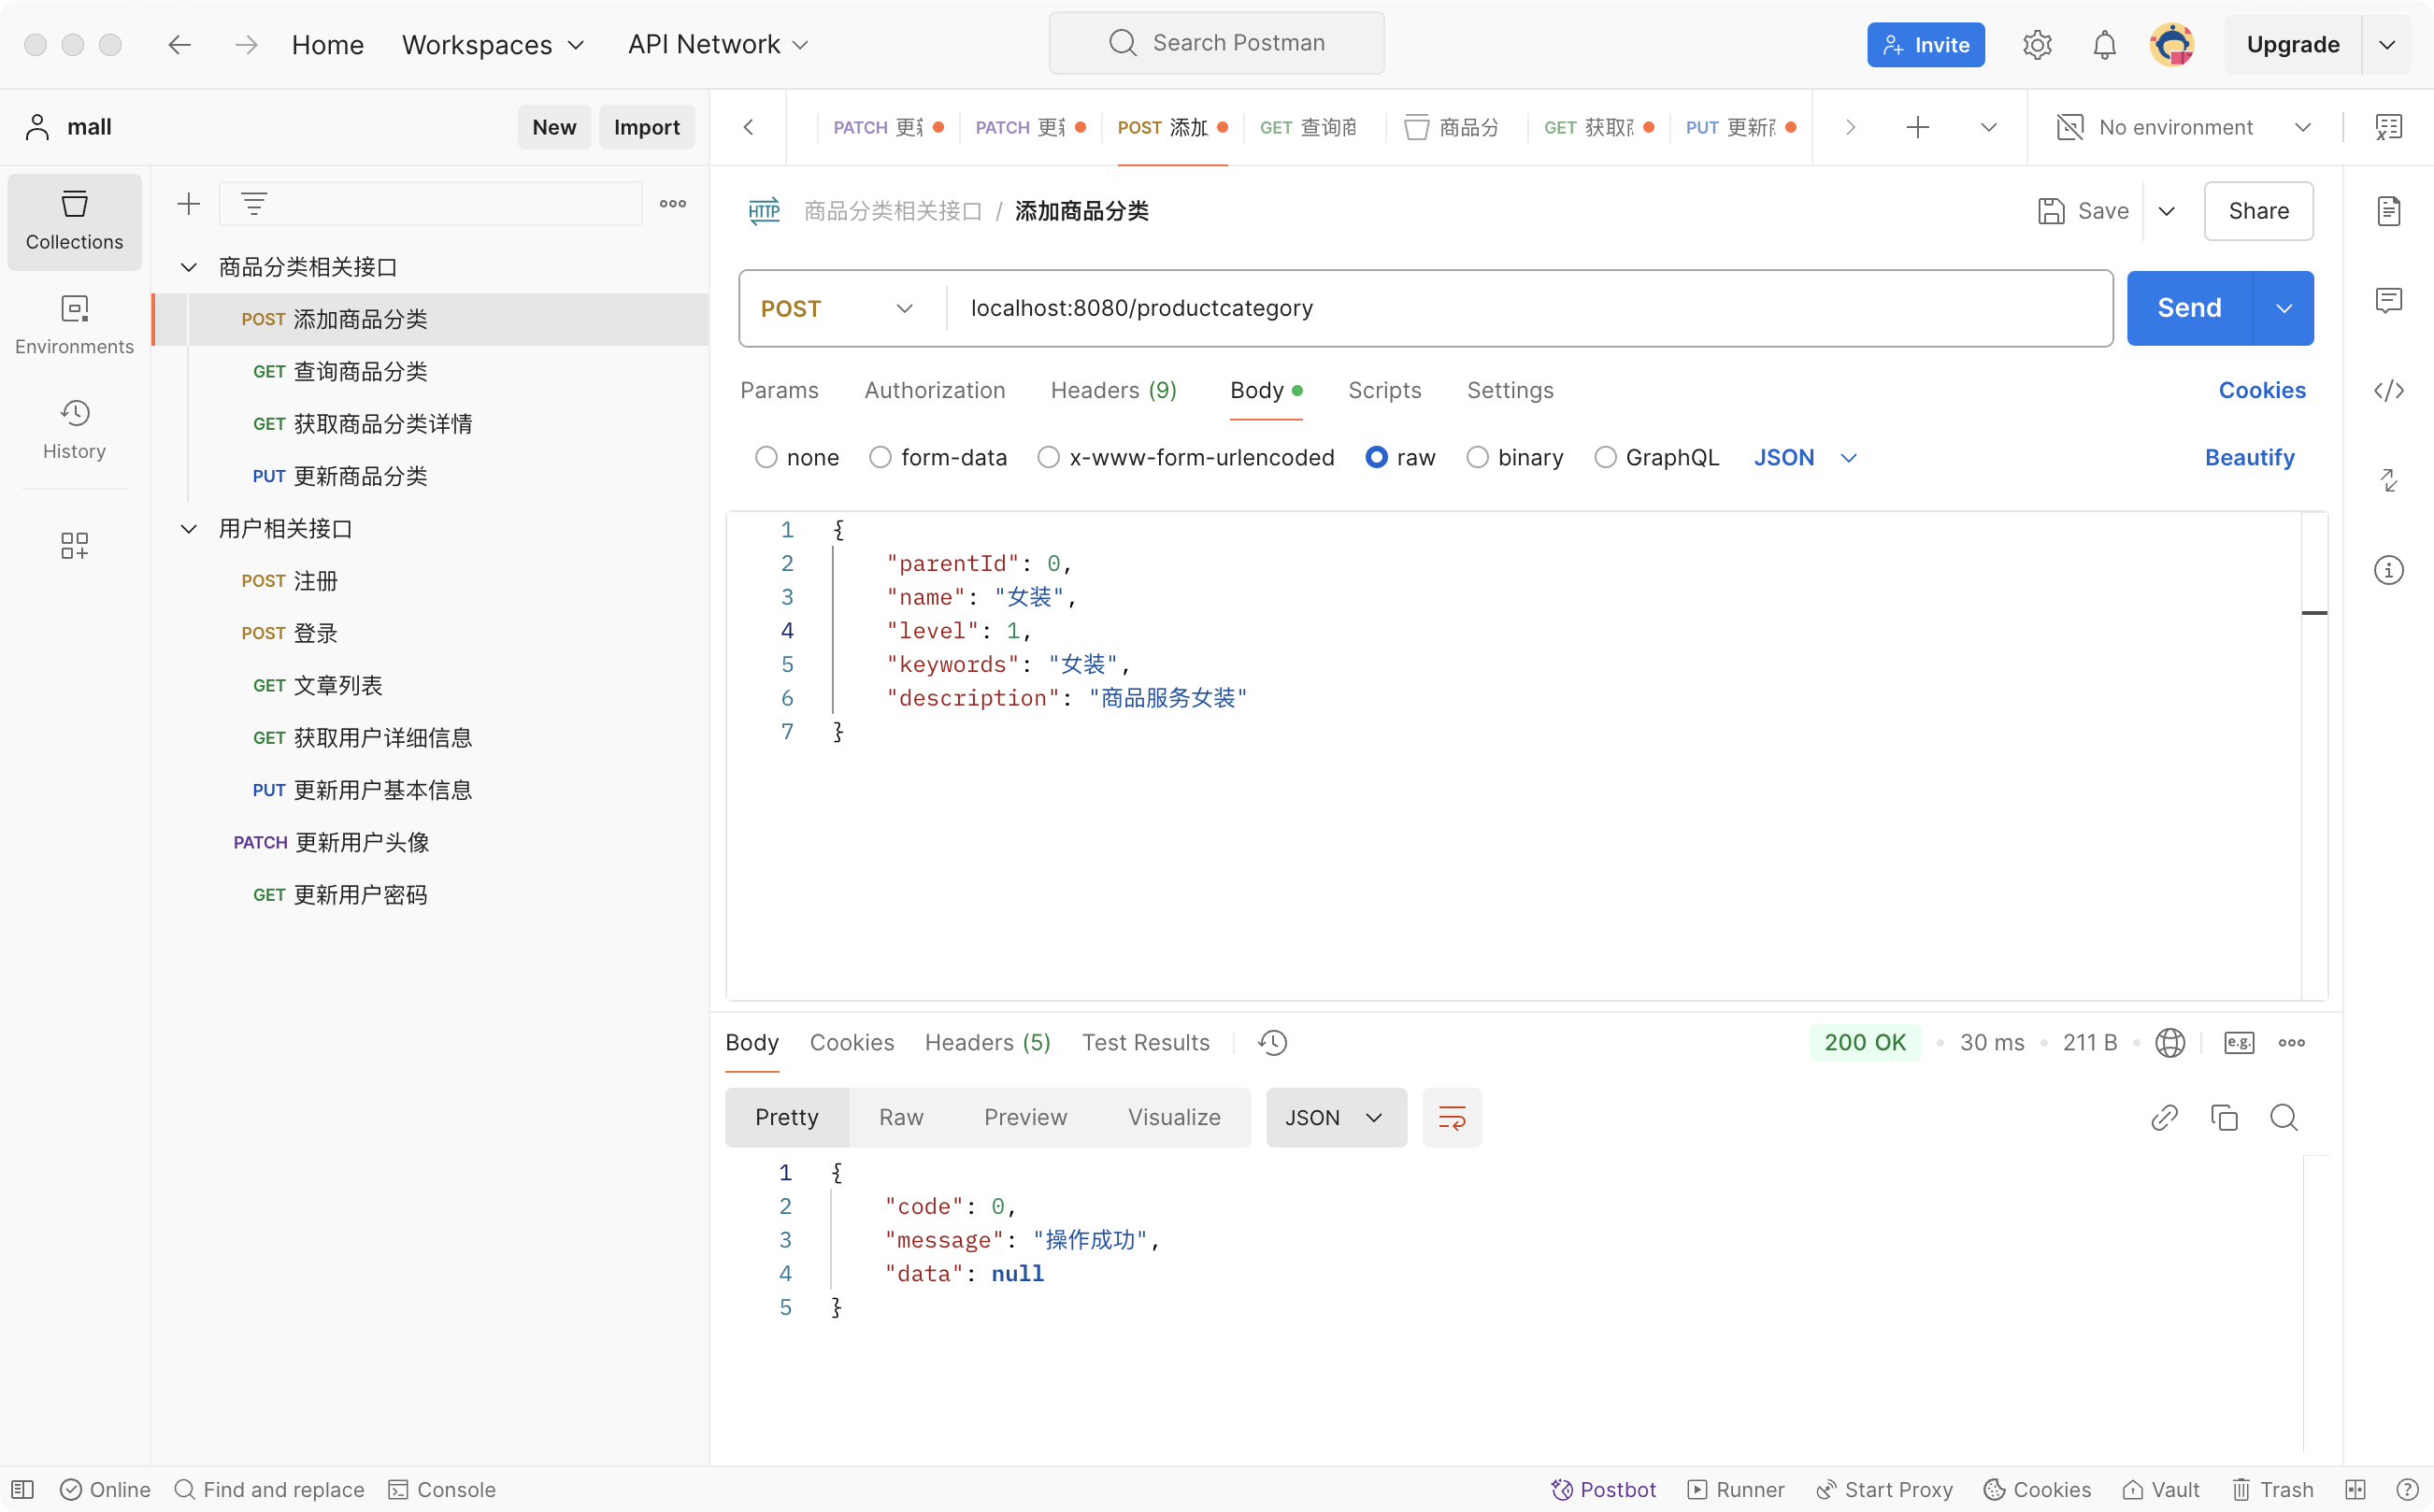 Home Workspaces API Network Search Postman Invite Upgrade
mall New Import
PATCH 更新 PATCH 更新 POST 添加 GET 查询商 商品分 GET 获取商 PUT 更新商 No environment
Collections
Environments
History
商品分类相关接口
POST 添加商品分类
GET 查询商品分类
GET 获取商品分类详情
PUT 更新商品分类
用户相关接口
POST 注册
POST 登录
GET 文章列表
GET 获取用户详细信息
PUT 更新用户基本信息
PATCH 更新用户头像
GET 更新用户密码
HTTP 商品分类相关接口 / 添加商品分类 Save Share
POST localhost:8080/productcategory Send
Params Authorization Headers (9) Body Scripts Settings Cookies
none form-data x-www-form-urlencoded raw binary GraphQL JSON Beautify
1 {
2 "parentId": 0,
3 "name": "女装",
4 "level": 1,
5 "keywords": "女装",
6 "description": "商品服务女装"
7 }
Body Cookies Headers (5) Test Results 200 OK • 30 ms • 211 B • e.g.
Pretty Raw Preview Visualize JSON
1 {
2 "code": 0,
3 "message": "操作成功",
4 "data": null
5 }
Online Find and replace Console Postbot Runner Start Proxy Cookies Vault Trash